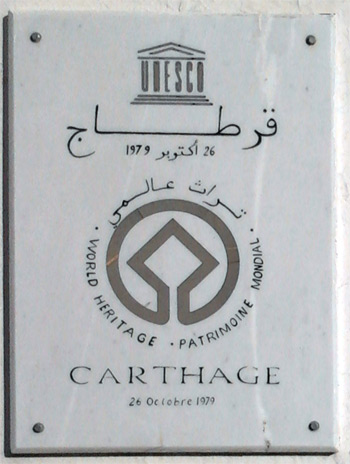 UNESCO
قرطاج
26 أكتوبر 1979
تراث عالمي
· WORLD HERITAGE · PATRIMOINE MONDIAL ·
CARTHAGE
26 Octobre 1979